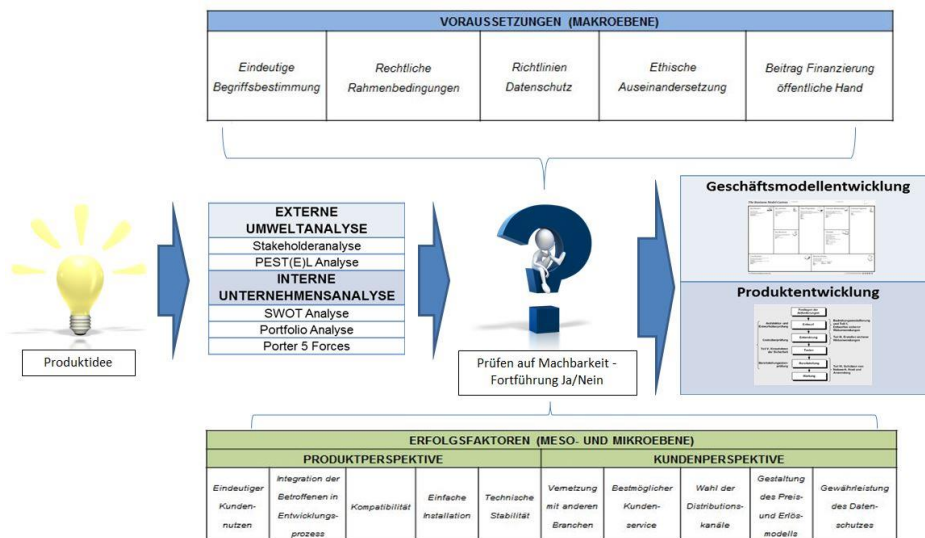 VORAUSSETZUNGEN (MAKROEBENE)
Eindeutige
Begriffsbestimmung
Rechtliche
Rahmenbedingungen
Richtlinien
Datenschutz
Ethische
Auseinandersetzung
Beitrag Finanzierung
öffentliche Hand
Produktidee
EXTERNE
UMWELTANALYSE
Stakeholderanalyse
PEST(E)L Analyse
INTERNE
UNTERNEHMENSANALYSE
SWOT Analyse
Portfolio Analyse
Porter 5 Forces
Prüfen auf Machbarkeit -
Fortführung Ja/Nein
Geschäftsmodellentwicklung
Produktentwicklung
Entwurf
ERFOLGSFAKTOREN (MESO- UND MIKROEBENE)
PRODUKTPERSPEKTIVE
KUNDENPERSPEKTIVE
Eindeutiger
Kunden-
nutzen
Integration der
Betroffenen in
Entwicklungs-
prozess
Kompatibilität
Einfache
Installation
Technische
Stabilität
Vernetzung
mit anderen
Branchen
Bestmöglicher
Kunden-
service
Wahl der
Distributions-
kanäle
Gestaltung
des Preis-
und Erlös-
modells
Gewährleistung
des Daten-
schutzes